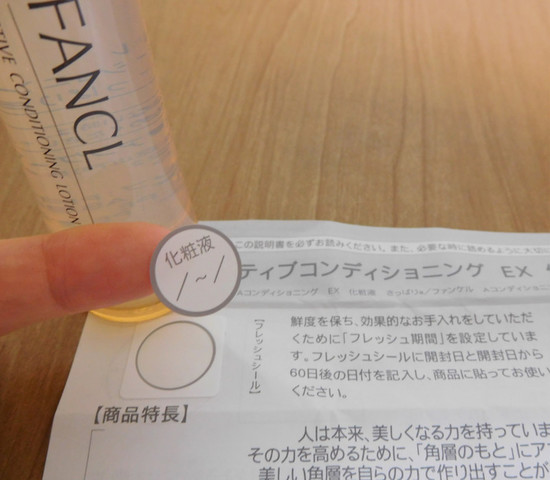 FANCL
TIVE CONDITIONING LOTION
化粧液
/ ~ /
この説明書を必ずお読みください。また、必要な時に読めるように大切に
ティブコンディショニング EX
Aコンディショニング EX 化粧液 さっぱりa/ファンケル Aコンディショニ
【フレッシュシール】
鮮度を保ち、効果的なお手入れをしていただ
くために「フレッシュ期間」を設定していま
す。フレッシュシールに開封日と開封日から
60日後の日付を記入し、商品に貼ってお使い
ください。
【商品特長】
人は本来、美しくなる力を持っていま
その力を高めるために、「角層のもと」にア
美しい角層を自らの力で作り出すことが